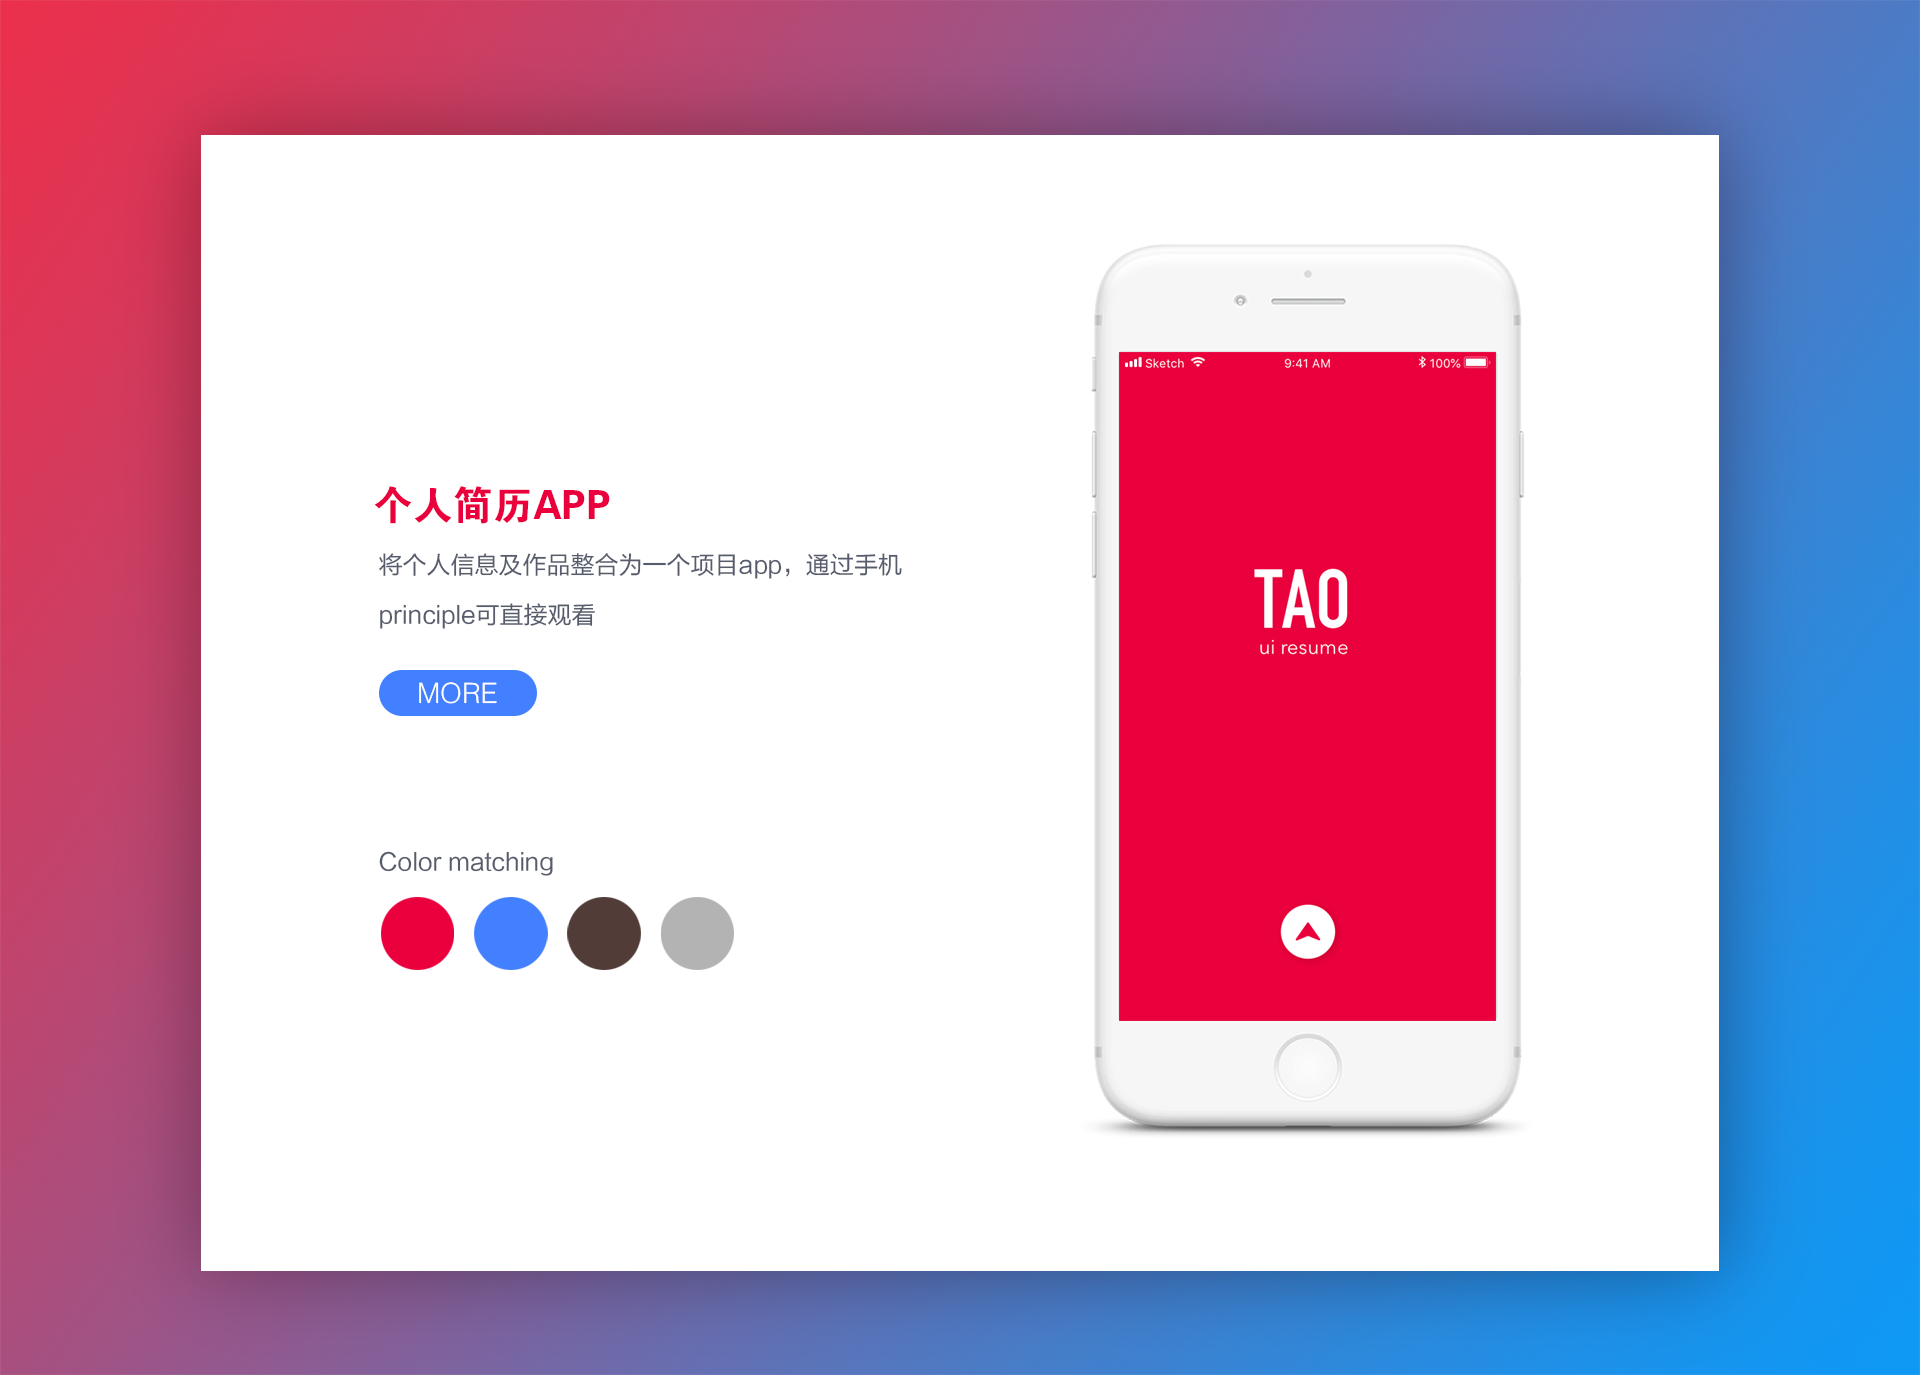 个人简历APP
将个人信息及作品整合为一个项目app，通过手机
principle可直接观看
MORE
Color matching
Sketch 9:41 AM 100%
TAO
ui resume